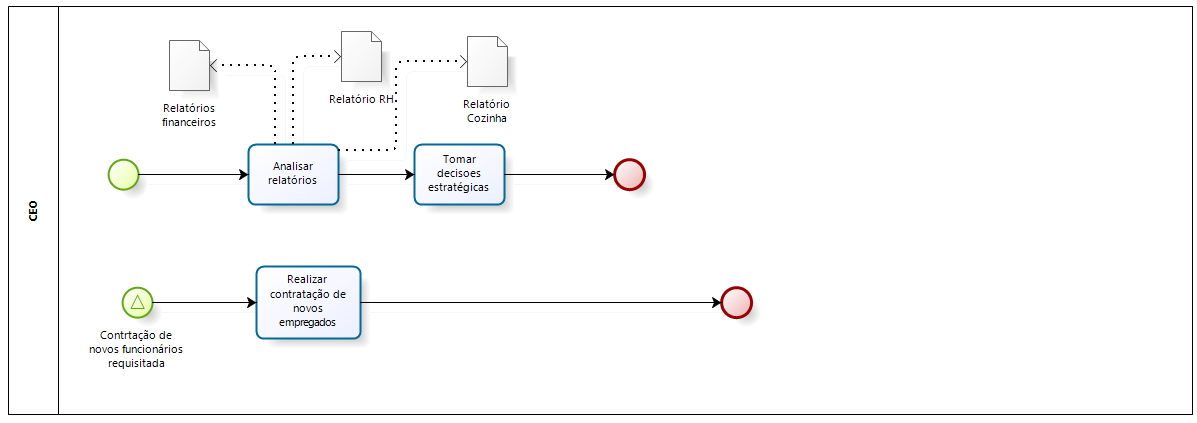 CEO
Relatórios
financeiros
Relatório RH
Relatório
Cozinha
Analisar
relatórios
Tomar
decisoes
estratégicas
Realizar
contratação de
novos
empregados
Contrtação de
novos funcionários
requisitada